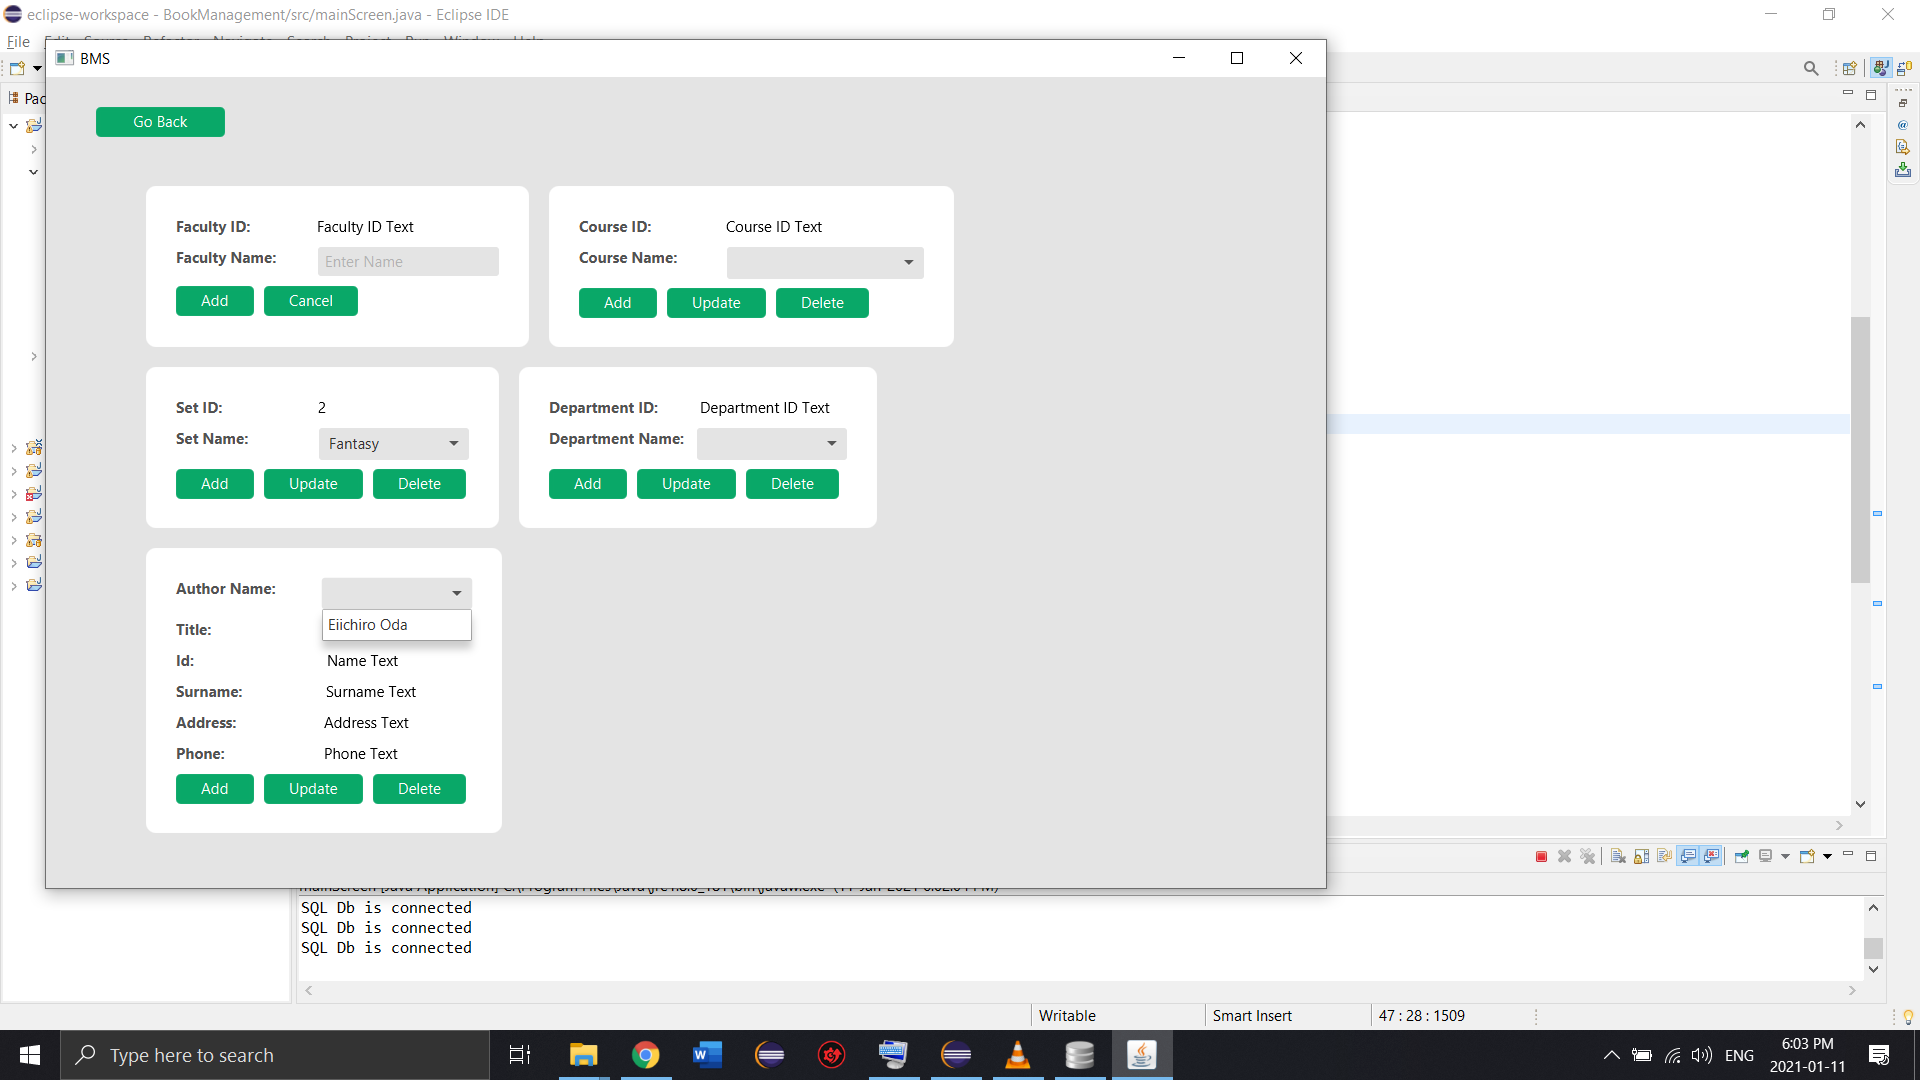 eclipse-workspace - BookManagement/src/mainScreen.java - Eclipse IDE
File
BMS
Pac
Go Back
Faculty ID: Faculty ID Text
Faculty Name: Enter Name
Add Cancel
Course ID: Course ID Text
Course Name:
Add Update Delete
Set ID: 2
Set Name: Fantasy
Add Update Delete
Department ID: Department ID Text
Department Name:
Add Update Delete
Author Name:
Eiichiro Oda
Title:
Id: Name Text
Surname: Surname Text
Address: Address Text
Phone: Phone Text
Add Update Delete
SQL Db is connected
SQL Db is connected
SQL Db is connected
Writable Smart Insert 47 : 28 : 1509
Type here to search
ENG
6:03 PM
2021-01-11